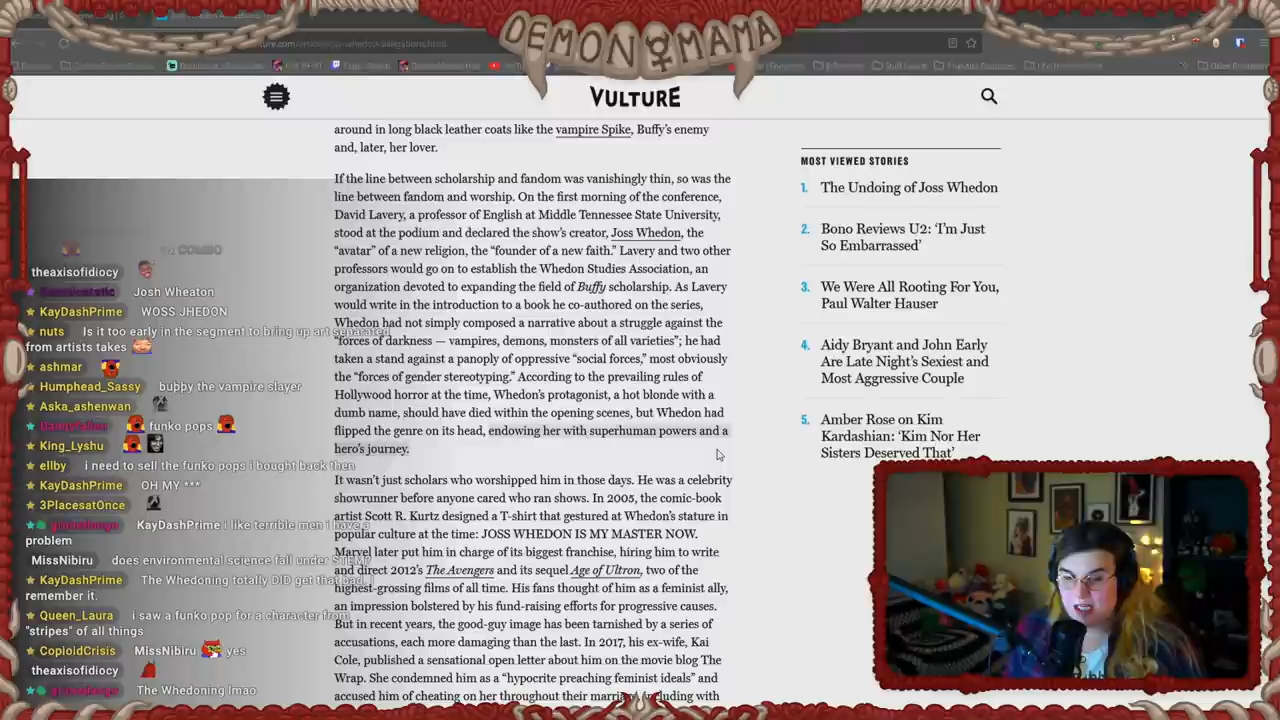 DEMON MAMA
VULTURE
around in long black leather coats like the vampire Spike, Buffy's enemy
and, later, her lover.
If the line between scholarship and fandom was vanishingly thin, so was the
line between fandom and worship. On the first morning of the conference,
David Lavery, a professor of English at Middle Tennessee State University,
stood at the podium and declared the show's creator, Joss Whedon, the
“avatar” of a new religion, the “founder of a new faith.” Lavery and two other
professors would go on to establish the Whedon Studies Association, an
organization devoted to expanding the field of Buffy scholarship. As Lavery
would write in the introduction to a book he co-authored on the series,
Whedon had not simply composed a narrative about a struggle against the
“forces of darkness — vampires, demons, monsters of all varieties”; he had
taken a stand against a panoply of oppressive “social forces,” most obviously
the “forces of gender stereotyping.” According to the prevailing rules of
Hollywood horror at the time, Whedon's protagonist, a hot blonde with a
dumb name, should have died within the opening scenes, but Whedon had
flipped the genre on its head, endowing her with superhuman powers and a
hero's journey.
It wasn't just scholars who worshipped him in those days. He was a celebrity
showrunner before anyone cared who ran shows. In 2005, the comic-book
artist Scott R. Kurtz designed a T-shirt that gestured at Whedon's stature in
popular culture at the time: JOSS WHEDON IS MY MASTER NOW.
Marvel later put him in charge of its biggest franchise, hiring him to write
and direct 2012's The Avengers and its sequel Age of Ultron, two of the
highest-grossing films of all time. His fans thought of him as a feminist ally,
an impression bolstered by his fund-raising efforts for progressive causes.
But in recent years, the good-guy image has been tarnished by a series of
accusations, each more damaging than the last. In 2017, his ex-wife, Kai
Cole, published a sensational open letter about him on the movie blog The
Wrap. She condemned him as a “hypocrite preaching feminist ideals” and
accused him of cheating on her throughout their marriage, including with
MOST VIEWED STORIES
1. The Undoing of Joss Whedon
2. Bono Reviews U2: ‘I'm Just
So Embarrassed’
3. We Were All Rooting For You,
Paul Walter Hauser
4. Aidy Bryant and John Early
Are Late Night's Sexiest and
Most Aggressive Couple
5. Amber Rose on Kim
Kardashian: ‘Kim Nor Her
Sisters Deserved That’
COMBO
theaxisofidiocy
Josh Wheaton
KayDashPrime WOSS JHEDON
nuts Is it too early in the segment to bring up art separated
from artists takes
ashmar
Humphead_Sassy buþþy the vampire slayer
Aska_ashenwan
funko pops
King_Lyshu
ellby i need to sell the funko pops i bought back then
KayDashPrime OH MY ***
3PlacesatOnce
KayDashPrime i like terrible men i have a
problem
MissNibiru does environmental science fall under STEM?
KayDashPrime The Whedoning totally DID get that bad. I
remember it.
Queen_Laura i saw a funko pop for a character from
"stripes" of all things
CopioidCrisis MissNibiru yes
theaxisofidiocy
The Whedoning lmao